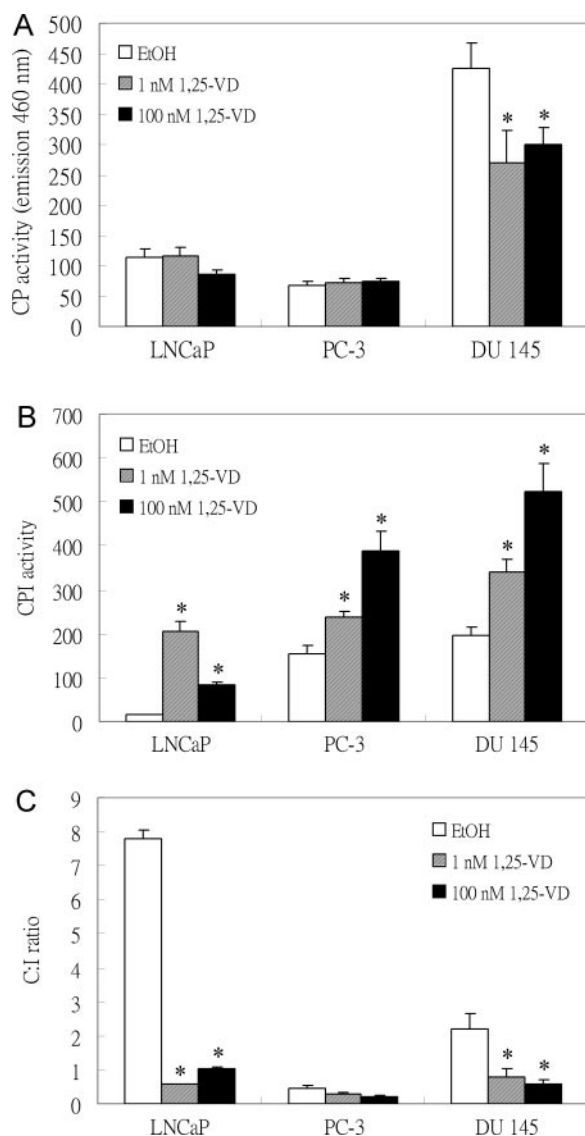 A
CP activity (emission 460 nm)
500
450
400
350
300
250
200
150
100
50
0
EtOH
1 nM 1,25-VD
100 nM 1,25-VD
*
*
LNCaP
PC-3
DU 145
B
CPI activity
700
600
500
400
300
200
100
0
EtOH
1 nM 1,25-VD
100 nM 1,25-VD
*
*
*
*
*
*
LNCaP
PC-3
DU 145
C
C:I ratio
9
8
7
6
5
4
3
2
1
0
EtOH
1 nM 1,25-VD
100 nM 1,25-VD
*
*
*
*
LNCaP
PC-3
DU 145